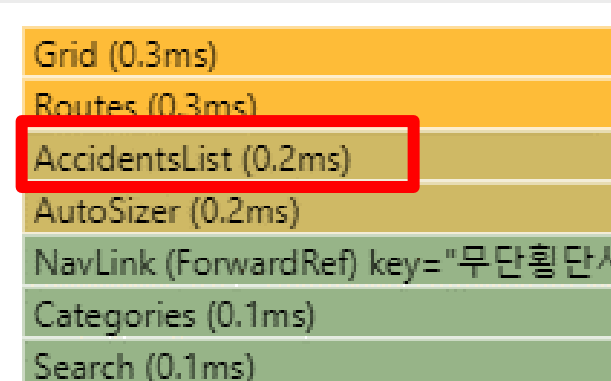 Grid (0.3ms)
Routes (0.3ms)
AccidentsList (0.2ms)
AutoSizer (0.2ms)
NavLink (ForwardRef) key="무단횡단
Categories (0.1ms)
Search (0.1ms)